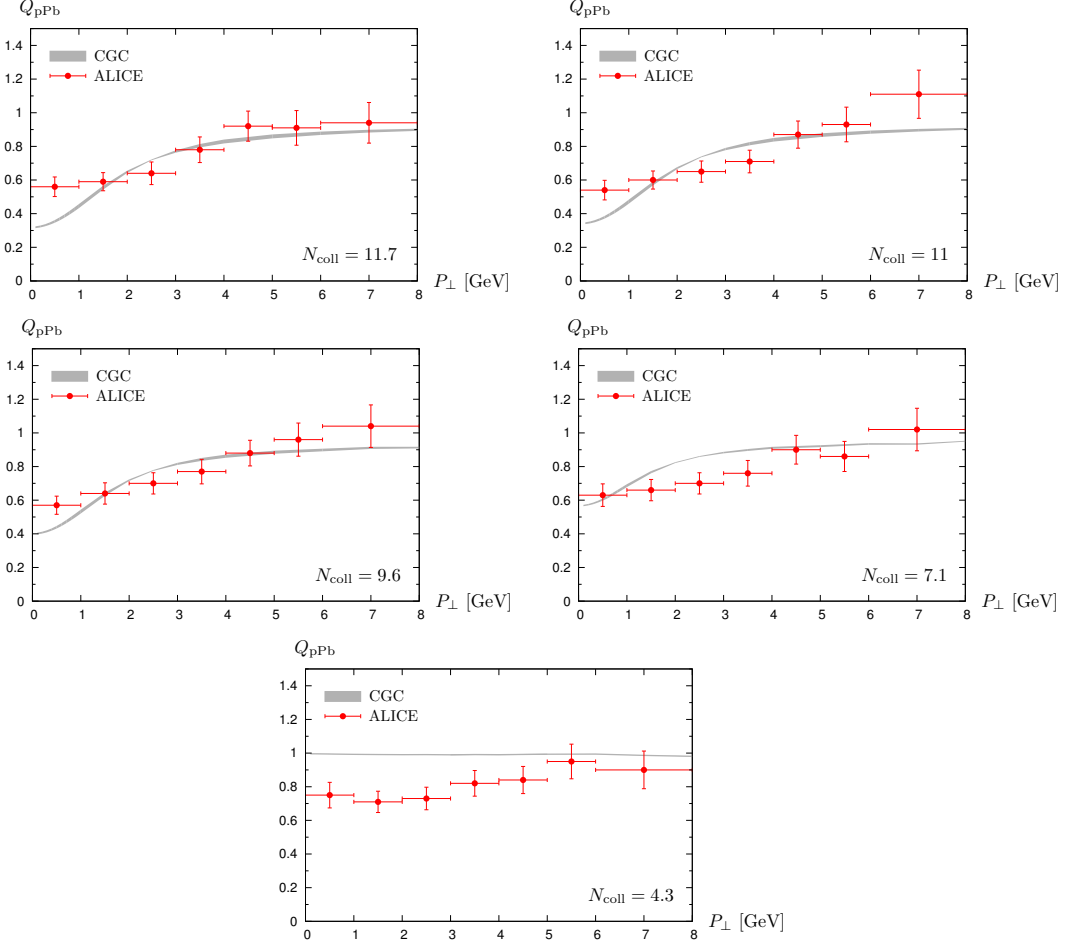 Q_pPb
1.4
1.2
1
0.8
0.6
0.4
0.2
0
CGC
ALICE
N_coll = 11.7
0 1 2 3 4 5 6 7 8
P_⊥ [GeV]
Q_pPb
1.4
1.2
1
0.8
0.6
0.4
0.2
0
CGC
ALICE
N_coll = 11
0 1 2 3 4 5 6 7 8
P_⊥ [GeV]
Q_pPb
1.4
1.2
1
0.8
0.6
0.4
0.2
0
CGC
ALICE
N_coll = 9.6
0 1 2 3 4 5 6 7 8
P_⊥ [GeV]
Q_pPb
1.4
1.2
1
0.8
0.6
0.4
0.2
0
CGC
ALICE
N_coll = 7.1
0 1 2 3 4 5 6 7 8
P_⊥ [GeV]
Q_pPb
1.4
1.2
1
0.8
0.6
0.4
0.2
0
CGC
ALICE
N_coll = 4.3
0 1 2 3 4 5 6 7 8
P_⊥ [GeV]